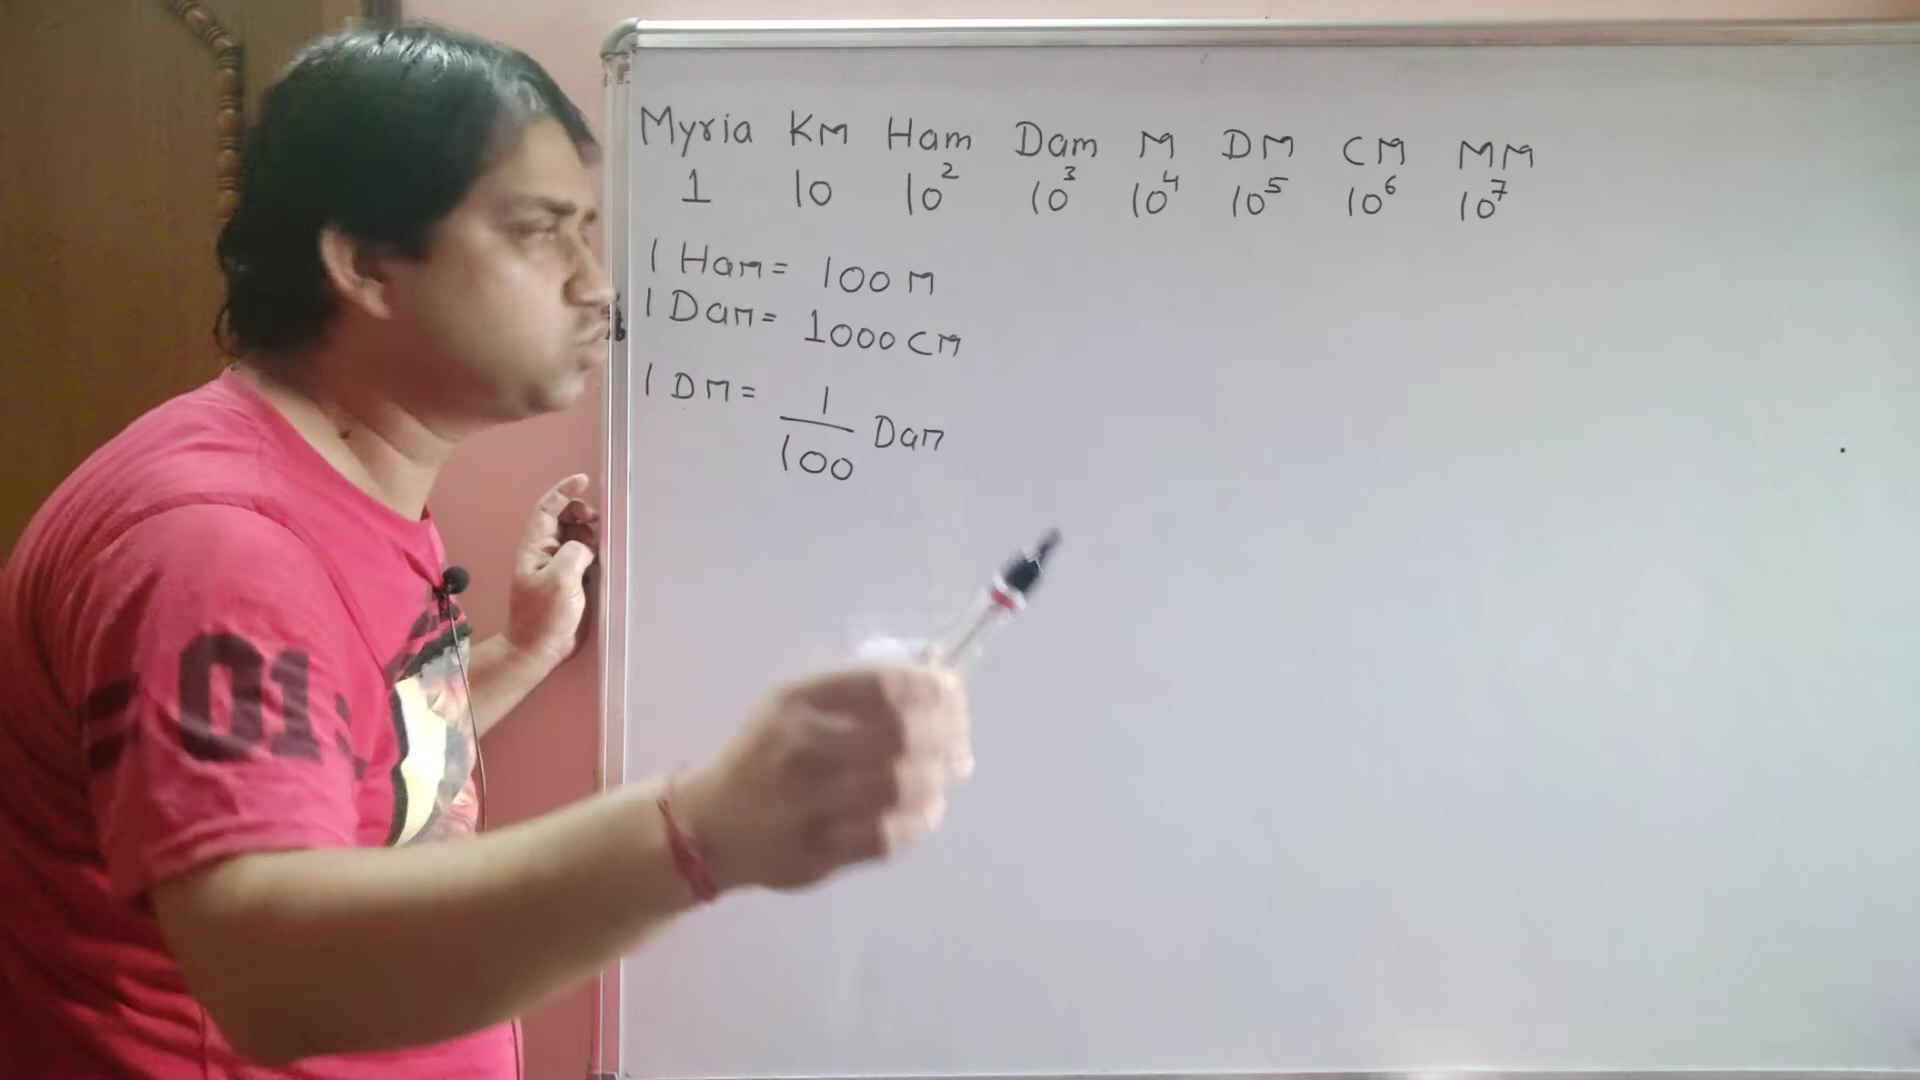 Myria KM Ham Dam M DM CM MM
1 10 10² 10³ 10⁴ 10⁵ 10⁶ 10⁷
1 Ham = 100 M
1 Dam = 1000 CM
1 DM = 1/100 Dam
01